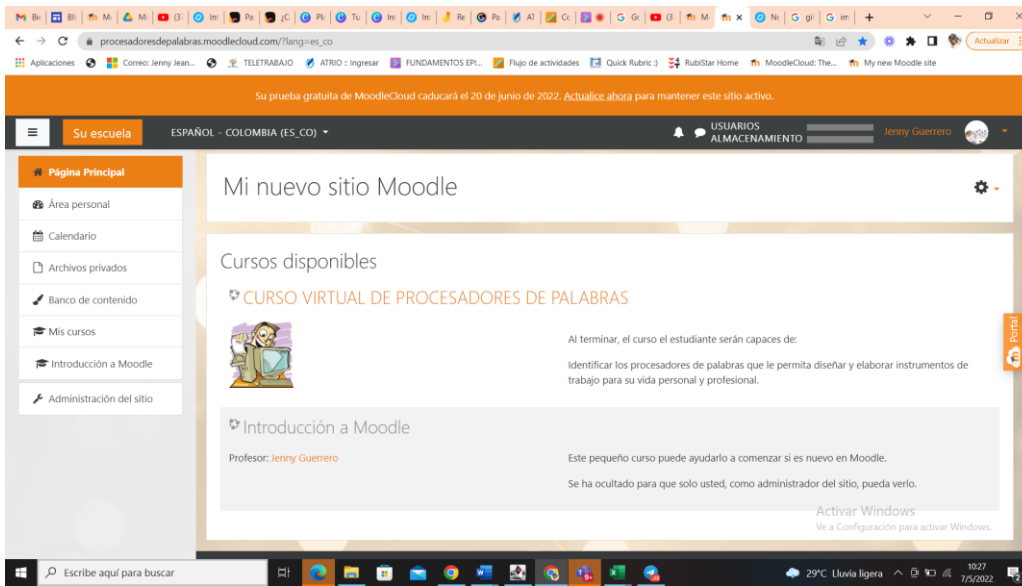 procesadoresdepalabras.moodlecloud.com/?lang=es_co
Actualizar
Aplicaciones Correo: Jenny Jean... TELETRABAJO ATRIO :: Ingresar FUNDAMENTOS EPI... Flujo de actividades Quick Rubric :) RubiStar Home MoodleCloud: The... My new Moodle site
Su prueba gratuita de MoodleCloud caducará el 20 de junio de 2022. Actualice ahora para mantener este sitio activo.
Su escuela
ESPAÑOL - COLOMBIA (ES_CO)
USUARIOS
ALMACENAMIENTO
Jenny Guerrero
Página Principal
Área personal
Calendario
Archivos privados
Banco de contenido
Mis cursos
Introducción a Moodle
Administración del sitio
Mi nuevo sitio Moodle
Cursos disponibles
CURSO VIRTUAL DE PROCESADORES DE PALABRAS
Al terminar, el curso el estudiante serán capaces de:
Identificar los procesadores de palabras que le permita diseñar y elaborar instrumentos de
trabajo para su vida personal y profesional.
Introducción a Moodle
Profesor: Jenny Guerrero
Este pequeño curso puede ayudarlo a comenzar si es nuevo en Moodle.
Se ha ocultado para que solo usted, como administrador del sitio, pueda verlo.
Portal
Activar Windows
Ve a Configuración para activar Windows.
Escribe aquí para buscar
29°C Lluvia ligera
10:27
7/5/2022